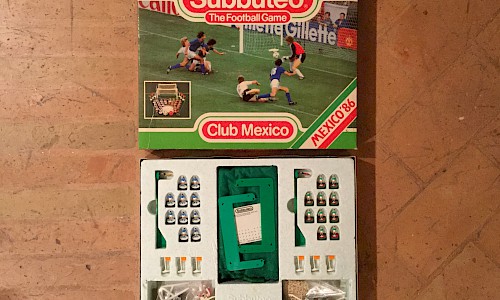 Subbuteo
The Football Game
Gillette
Club Mexico
MEXICO 86